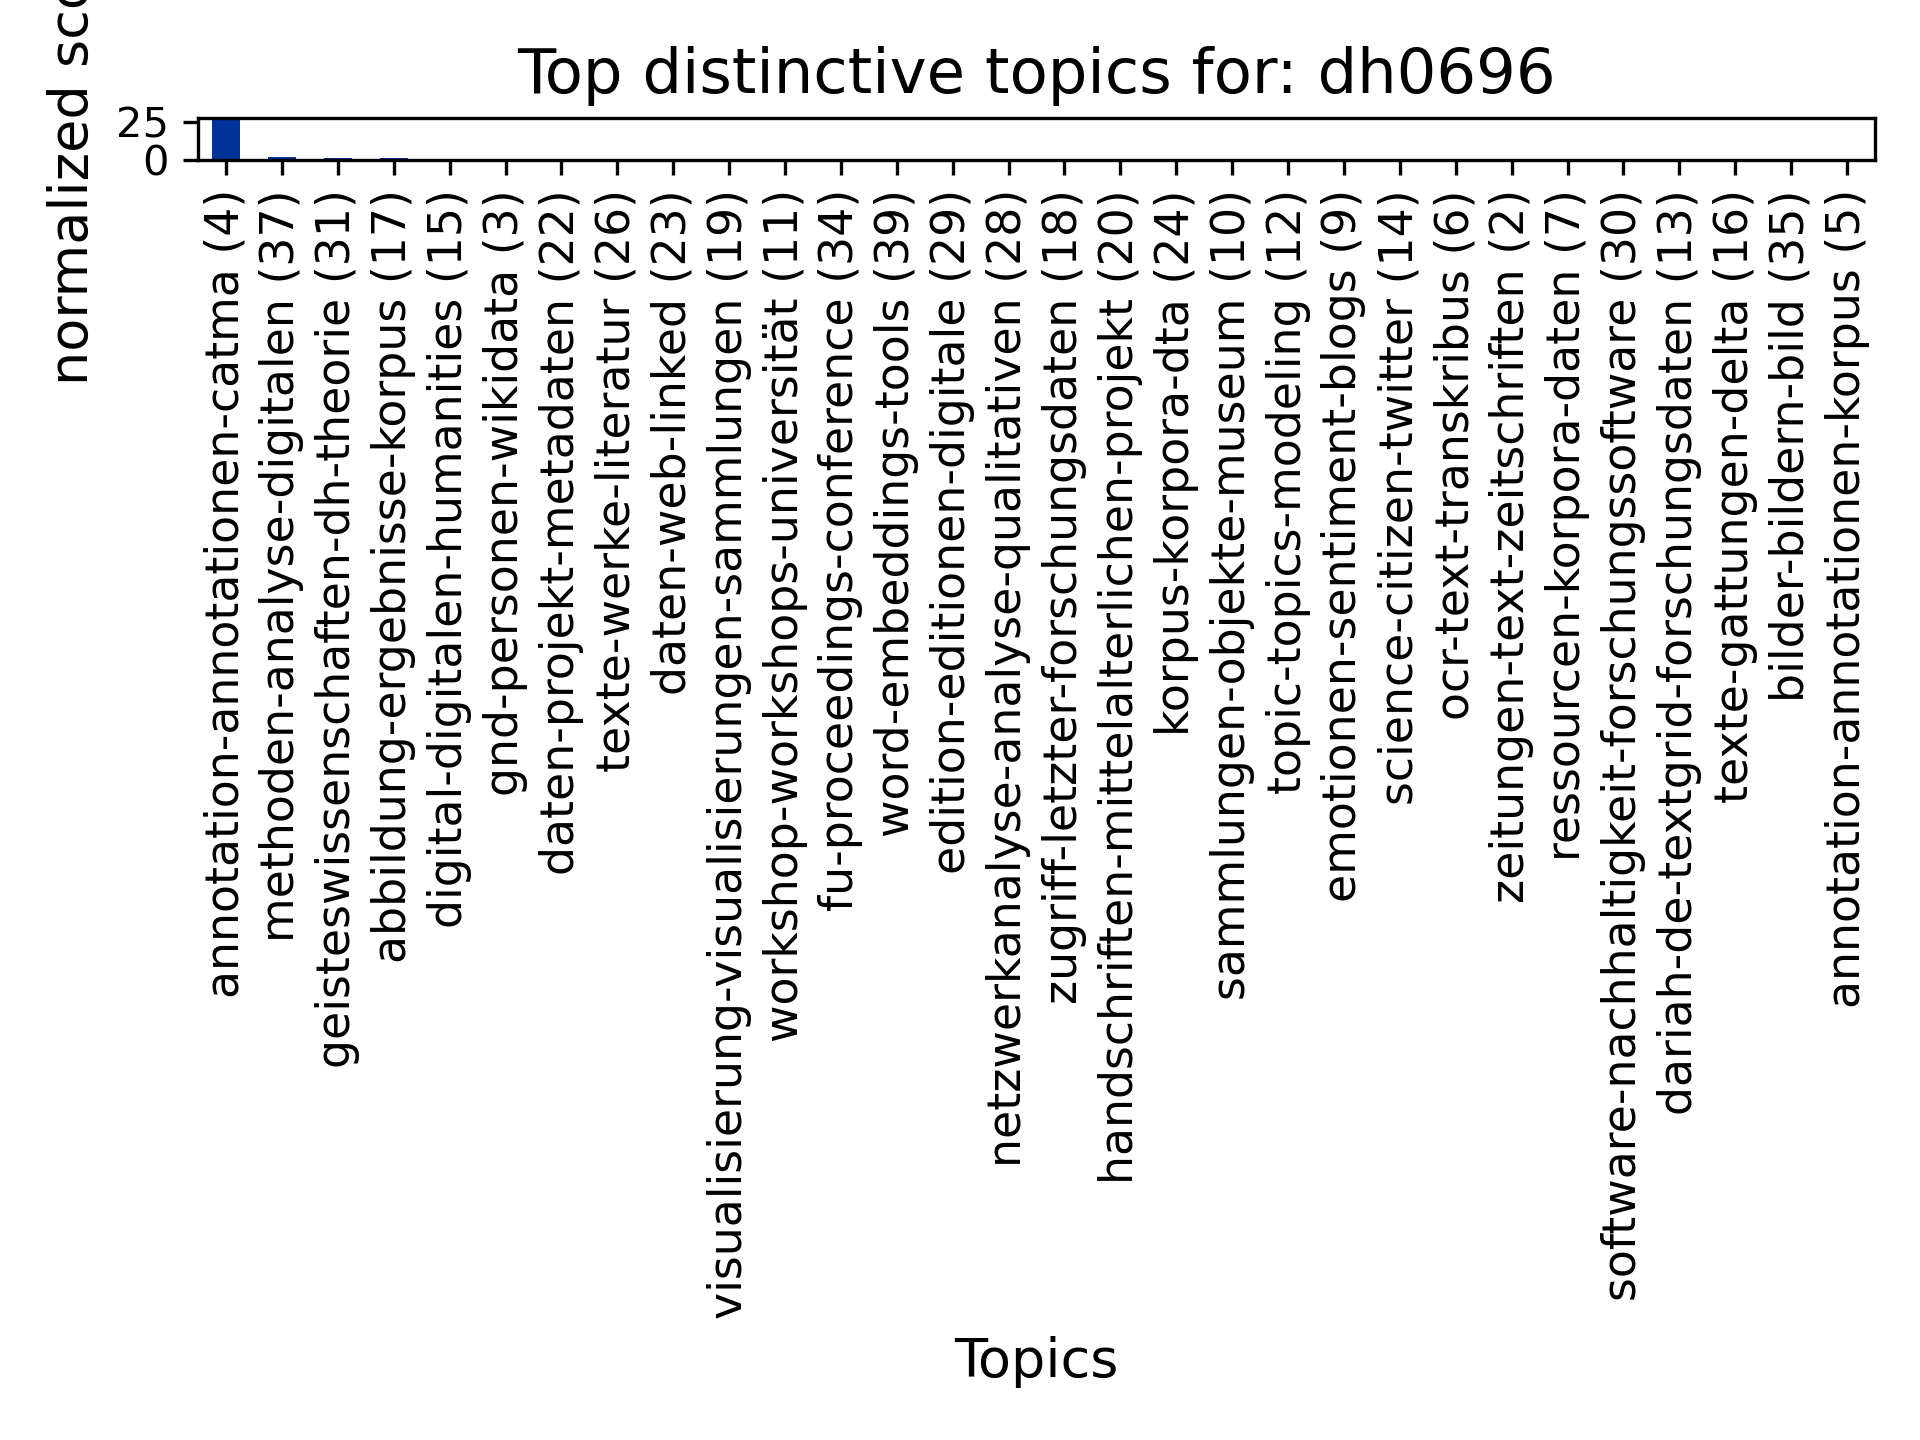 Top distinctive topics for: dh0696
normalized sco
25
0
annotation-annotationen-catma (4)
methoden-analyse-digitalen (37)
geisteswissenschaften-dh-theorie (31)
abbildung-ergebnisse-korpus (17)
digital-digitalen-humanities (15)
gnd-personen-wikidata (3)
daten-projekt-metadaten (22)
texte-werke-literatur (26)
daten-web-linked (23)
visualisierung-visualisierungen-sammlungen (19)
workshop-workshops-universität (11)
fu-proceedings-conference (34)
word-embeddings-tools (39)
edition-editionen-digitale (29)
netzwerkanalyse-analyse-qualitativen (28)
zugriff-letzter-forschungsdaten (18)
handschriften-mittelalterlichen-projekt (20)
korpus-korpora-dta (24)
sammlungen-objekte-museum (10)
topic-topics-modeling (12)
emotionen-sentiment-blogs (9)
science-citizen-twitter (14)
ocr-text-transkribus (6)
zeitungen-text-zeitschriften (2)
ressourcen-korpora-daten (7)
software-nachhaltigkeit-forschungssoftware (30)
dariah-de-textgrid-forschungsdaten (13)
texte-gattungen-delta (16)
bilder-bildern-bild (35)
annotation-annotationen-korpus (5)
Topics